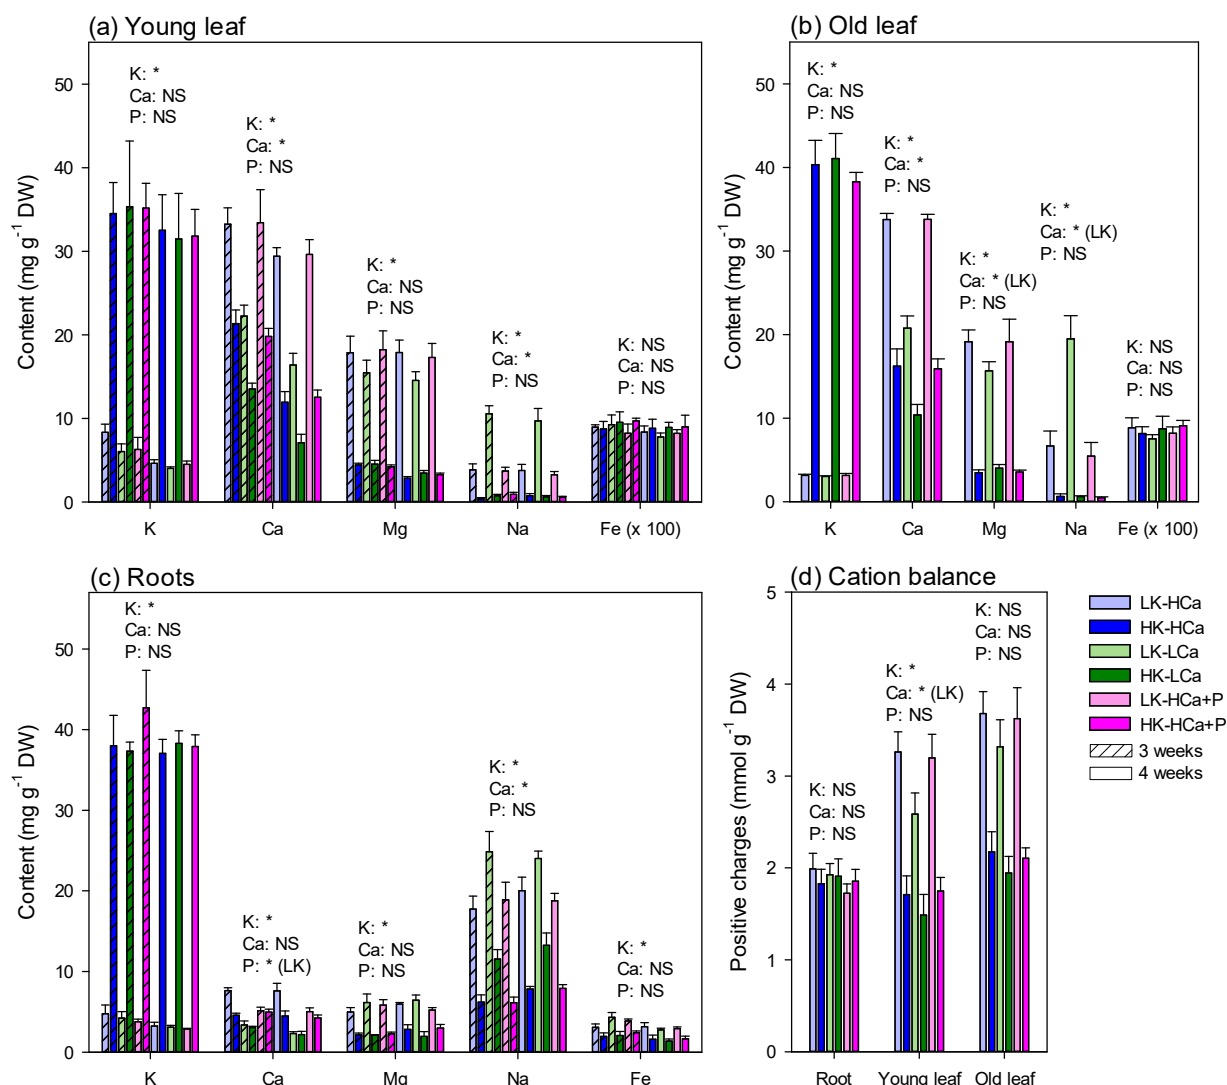 (a) Young leaf
Content (mg g⁻¹ DW)
50
40
30
20
10
0
K: *
Ca: NS
P: NS
K: *
Ca: *
P: NS
K: *
Ca: NS
P: NS
K: *
Ca: *
P: NS
K: NS
Ca: NS
P: NS
K Ca Mg Na Fe (x 100)
(b) Old leaf
Content (mg g⁻¹ DW)
50
40
30
20
10
0
K: *
Ca: NS
P: NS
K: *
Ca: *
P: NS
K: *
Ca: * (LK)
P: NS
K: *
Ca: * (LK)
P: NS
K: NS
Ca: NS
P: NS
K Ca Mg Na Fe (x 100)
(c) Roots
Content (mg g⁻¹ DW)
50
40
30
20
10
0
K: *
Ca: NS
P: NS
K: *
Ca: NS
P: * (LK)
K: *
Ca: NS
P: NS
K: *
Ca: *
P: NS
K: *
Ca: NS
P: NS
K Ca Mg Na Fe
(d) Cation balance
Positive charges (mmol g⁻¹ DW)
5
4
3
2
1
0
K: NS
Ca: NS
P: NS
K: *
Ca: * (LK)
P: NS
K: NS
Ca: NS
P: NS
Root Young leaf Old leaf
LK-HCa
HK-HCa
LK-LCa
HK-LCa
LK-HCa+P
HK-HCa+P
3 weeks
4 weeks